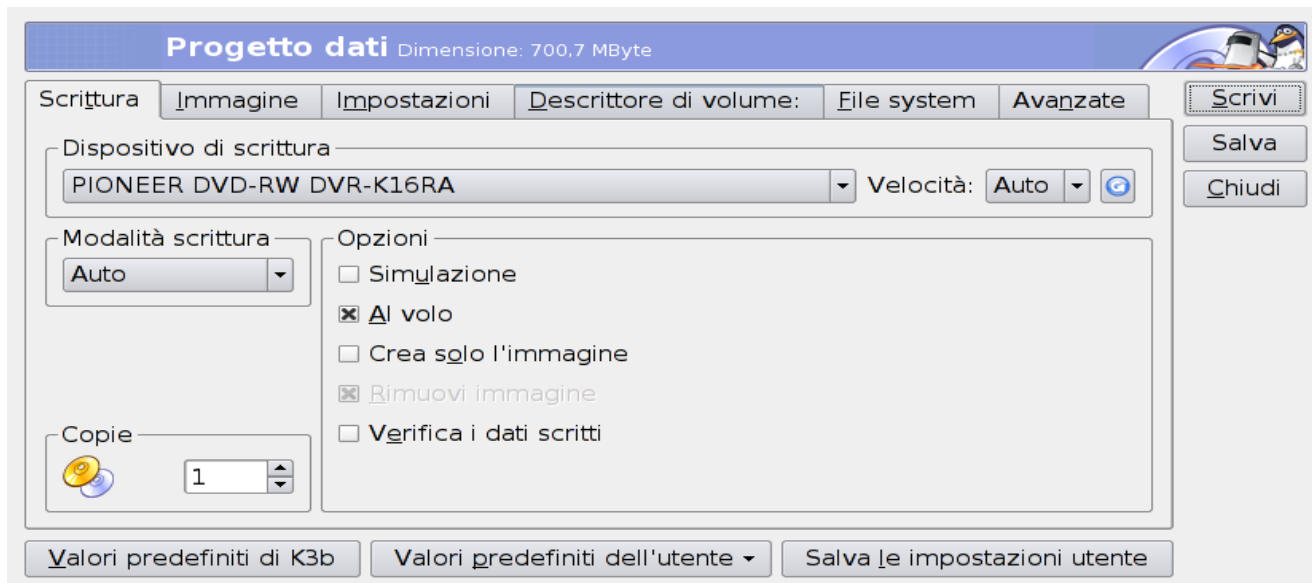 Progetto dati Dimensione: 700,7 MByte
Scrittura Immagine Impostazioni Descrittore di volume: File system Avanzate
Scrivi
Salva
Chiudi
Dispositivo di scrittura
PIONEER DVD-RW DVR-K16RA Velocità: Auto
Modalità scrittura
Auto
Opzioni
Simulazione
Al volo
Crea solo l'immagine
Rimuovi immagine
Verifica i dati scritti
Copie
1
Valori predefiniti di K3b Valori predefiniti dell'utente Salva le impostazioni utente